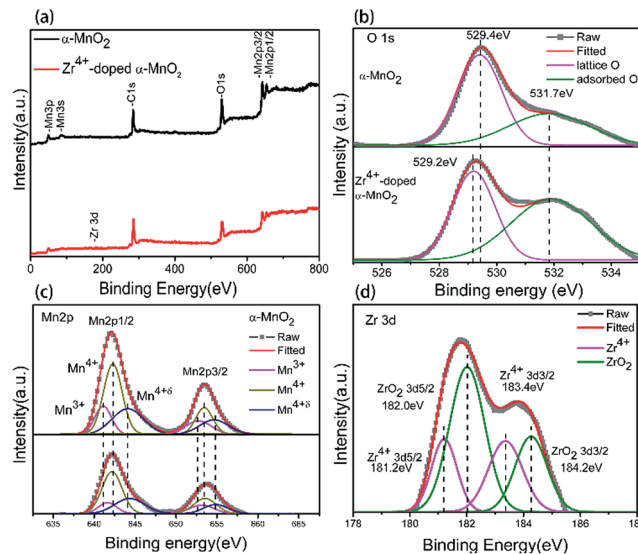 (a)
α-MnO₂
Zr⁴⁺-doped α-MnO₂
-Mn3p
-Mn3s
-C1s
-O1s
-Mn2p3/2
-Mn2p1/2
-Zr 3d
Intensity(a.u.)
0 200 400 600 800
Binding Energy(eV)
(b)
O 1s
529.4eV
Raw
Fitted
lattice O
adsorbed O
α-MnO₂
531.7eV
529.2eV
Zr⁴⁺-doped
α-MnO₂
Intensity (a.u.)
526 528 530 532 534
Binding Energy(eV)
(c)
Mn2p
α-MnO₂
Mn2p1/2
Raw
Fitted
Mn³⁺
Mn⁴⁺
Mn⁴⁺δ
Mn⁴⁺
Mn³⁺
Mn⁴⁺δ
Mn2p3/2
Intensity(a.u.)
635 640 645 650 655 660 665
Binding energy(eV)
(d)
Zr 3d
Raw
Fitted
Zr⁴⁺
ZrO₂
ZrO₂ 3d5/2
182.0eV
Zr⁴⁺ 3d3/2
183.4eV
Zr⁴⁺ 3d5/2
181.2eV
ZrO₂ 3d3/2
184.2eV
Intensity(a.u.)
178 180 182 184 186
Binding Energy(eV)